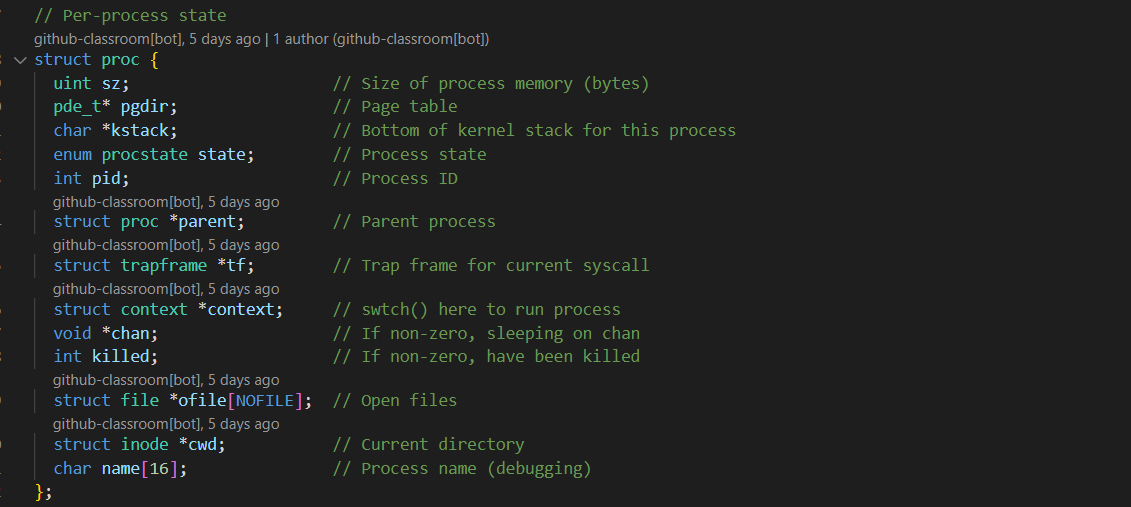 // Per-process state
github-classroom[bot], 5 days ago | 1 author (github-classroom[bot])
struct proc {
uint sz;                     // Size of process memory (bytes)
pde_t* pgdir;                // Page table
char *kstack;                // Bottom of kernel stack for this process
enum procstate state;        // Process state
int pid;                     // Process ID
github-classroom[bot], 5 days ago
struct proc *parent;         // Parent process
github-classroom[bot], 5 days ago
struct trapframe *tf;        // Trap frame for current syscall
github-classroom[bot], 5 days ago
struct context *context;     // swtch() here to run process
void *chan;                  // If non-zero, sleeping on chan
int killed;                  // If non-zero, have been killed
github-classroom[bot], 5 days ago
struct file *ofile[NOFILE];  // Open files
github-classroom[bot], 5 days ago
struct inode *cwd;           // Current directory
char name[16];               // Process name (debugging)
};